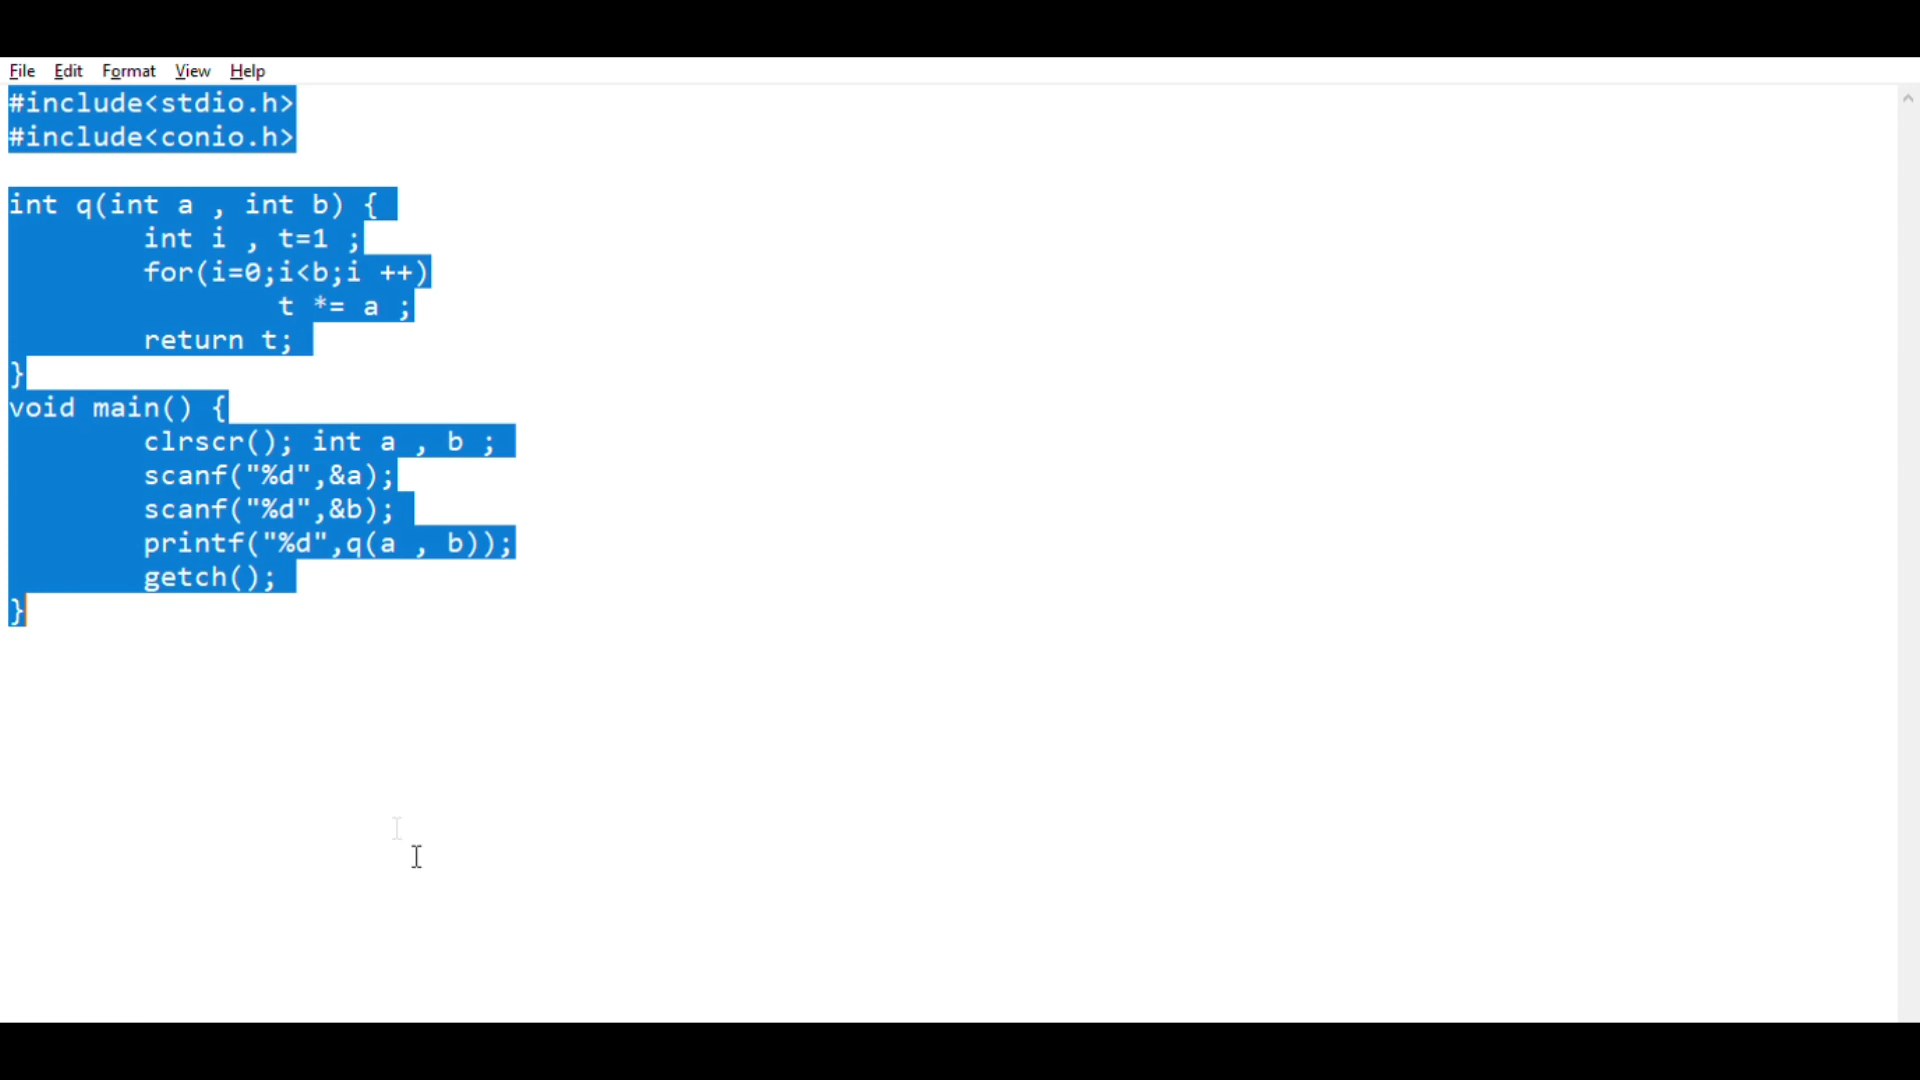 File Edit Format View Help
#include<stdio.h>
#include<conio.h>
int q(int a , int b) {
int i , t=1 ;
for(i=0;i<b;i ++)
t *= a ;
return t;
}
void main() {
clrscr(); int a , b ;
scanf("%d",&a);
scanf("%d",&b);
printf("%d",q(a , b));
getch();
}